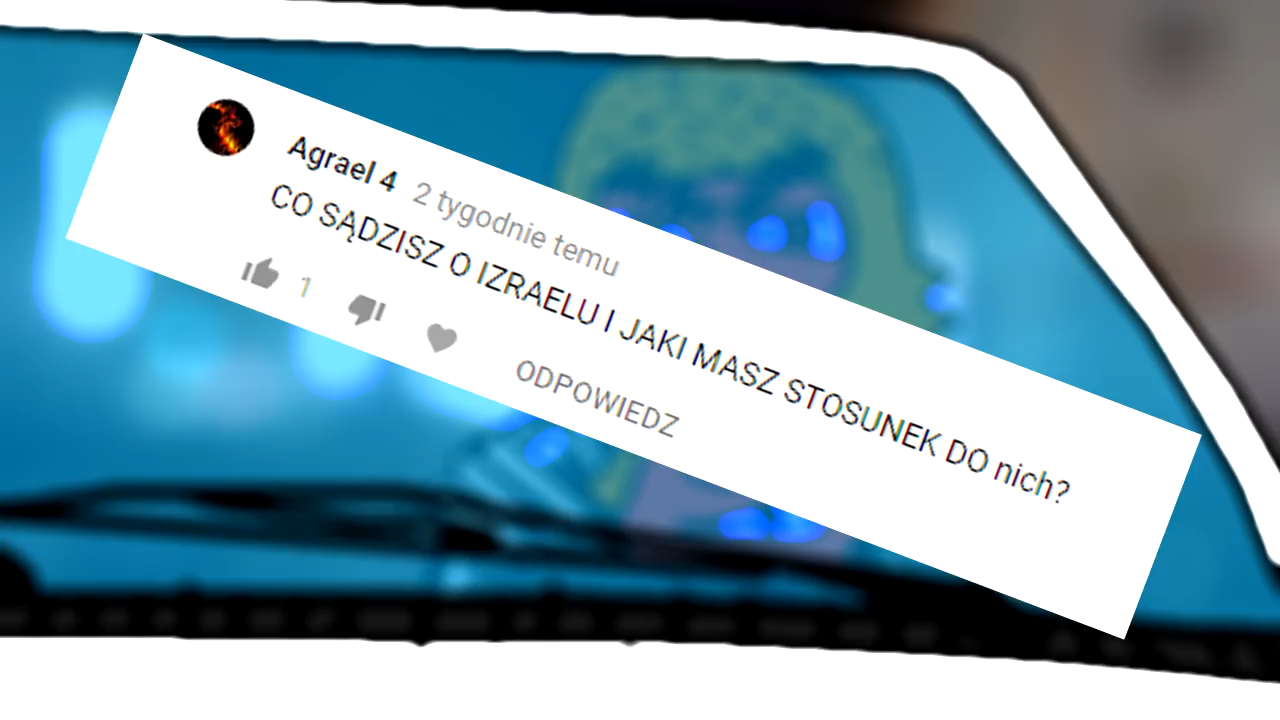 Agrael 4 2 tygodnie temu
CO SĄDZISZ O IZRAELU I JAKI MASZ STOSUNEK DO nich?
1
ODPOWIEDZ